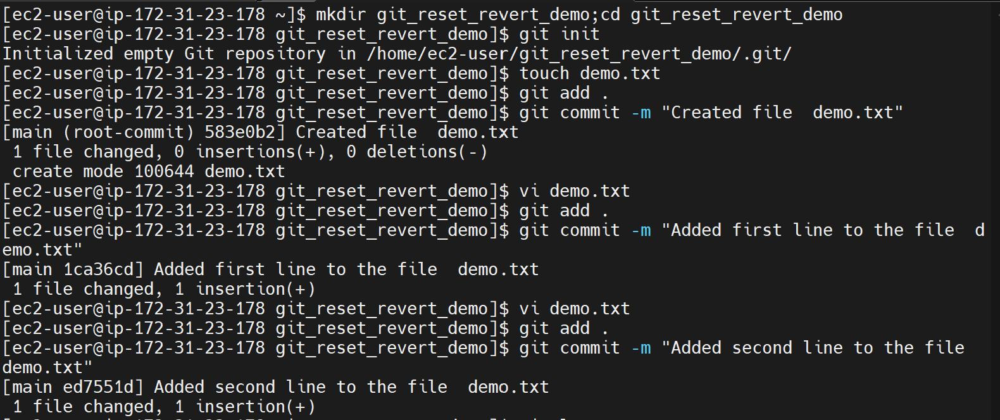 [ec2-user@ip-172-31-23-178 ~]$ mkdir git_reset_revert_demo;cd git_reset_revert_demo
[ec2-user@ip-172-31-23-178 git_reset_revert_demo]$ git init
Initialized empty Git repository in /home/ec2-user/git_reset_revert_demo/.git/
[ec2-user@ip-172-31-23-178 git_reset_revert_demo]$ touch demo.txt
[ec2-user@ip-172-31-23-178 git_reset_revert_demo]$ git add .
[ec2-user@ip-172-31-23-178 git_reset_revert_demo]$ git commit -m "Created file  demo.txt"
[main (root-commit) 583e0b2] Created file  demo.txt
 1 file changed, 0 insertions(+), 0 deletions(-)
 create mode 100644 demo.txt
[ec2-user@ip-172-31-23-178 git_reset_revert_demo]$ vi demo.txt
[ec2-user@ip-172-31-23-178 git_reset_revert_demo]$ git add .
[ec2-user@ip-172-31-23-178 git_reset_revert_demo]$ git commit -m "Added first line to the file  d
emo.txt"
[main 1ca36cd] Added first line to the file  demo.txt
 1 file changed, 1 insertion(+)
[ec2-user@ip-172-31-23-178 git_reset_revert_demo]$ vi demo.txt
[ec2-user@ip-172-31-23-178 git_reset_revert_demo]$ git add .
[ec2-user@ip-172-31-23-178 git_reset_revert_demo]$ git commit -m "Added second line to the file
demo.txt"
[main ed7551d] Added second line to the file  demo.txt
 1 file changed, 1 insertion(+)